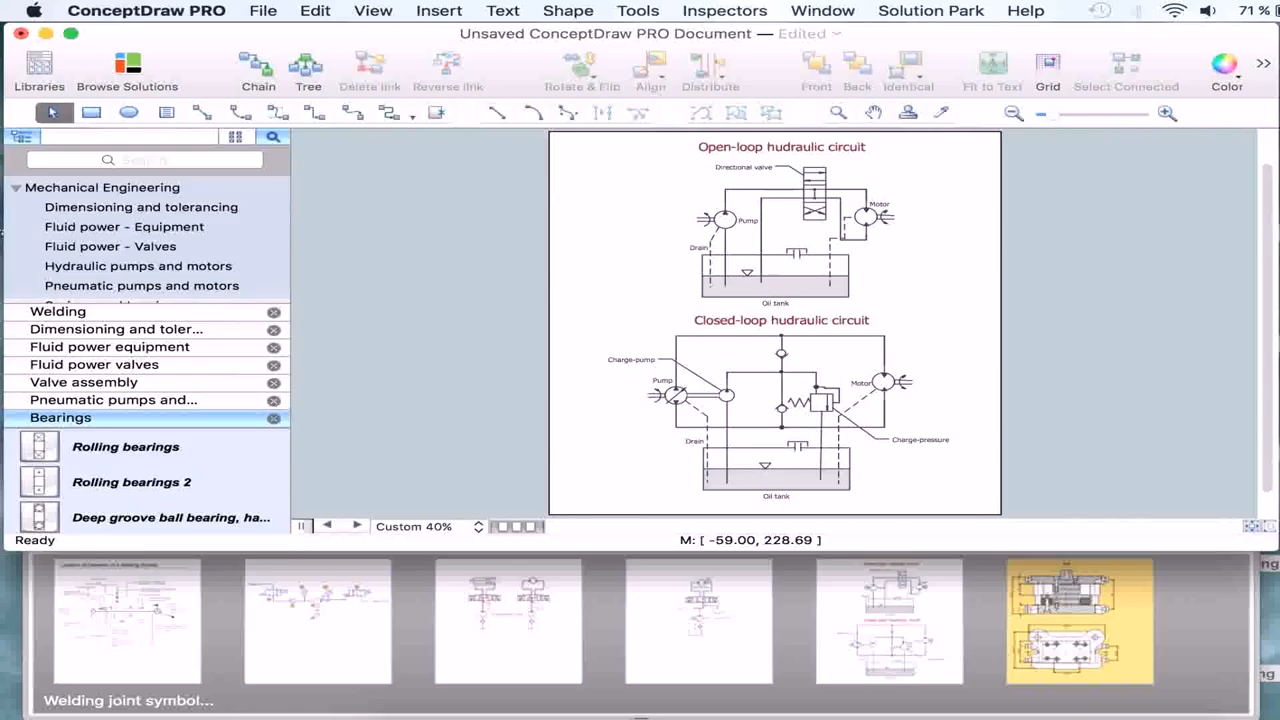 ConceptDraw PRO File Edit View Insert Text Shape Tools Inspectors Window Solution Park Help 71 %
Unsaved ConceptDraw PRO Document — Edited
Libraries Browse Solutions Chain Tree Delete link Reverse link Rotate & Flip Align Distribute Front Back Identical Fit to Text Grid Select Connected Color
Search
Mechanical Engineering
Dimensioning and tolerancing
Fluid power - Equipment
Fluid power - Valves
Hydraulic pumps and motors
Pneumatic pumps and motors
Welding
Dimensioning and toler...
Fluid power equipment
Fluid power valves
Valve assembly
Pneumatic pumps and...
Bearings
Rolling bearings
Rolling bearings 2
Deep groove ball bearing, ha...
Open-loop hudraulic circuit
Directional valve
Motor
Pump
Drain
Oil tank
Closed-loop hudraulic circuit
Charge-pump
Pump
Motor
Drain
Charge-pressure
Oil tank
Custom 40%
Ready
M: [ -59.00, 228.69 ]
Welding joint symbol...